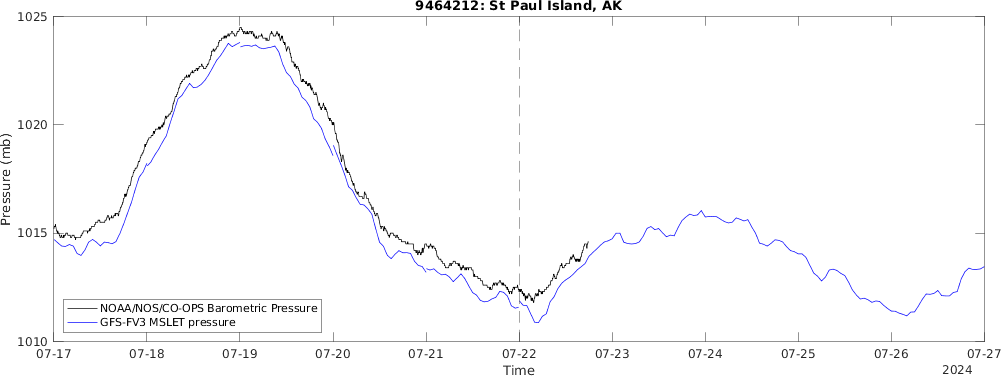 9464212: St Paul Island, AK
Pressure (mb)
1025
1020
1015
1010
NOAA/NOS/CO-OPS Barometric Pressure
GFS-FV3 MSLET pressure
07-17 07-18 07-19 07-20 07-21 07-22 07-23 07-24 07-25 07-26 07-27
Time
2024